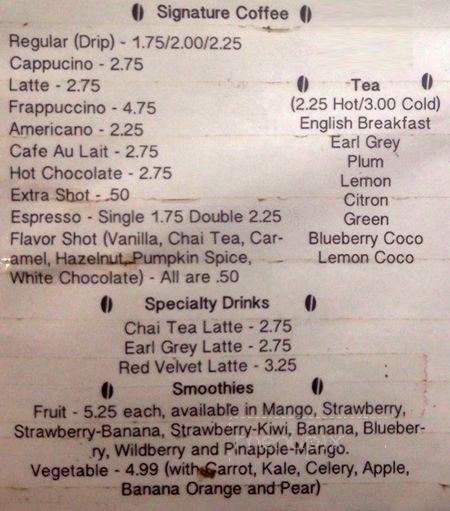 Signature Coffee
Regular (Drip) - 1.75/2.00/2.25
Cappucino - 2.75
Latte - 2.75
Frappuccino - 4.75
Americano - 2.25
Cafe Au Lait - 2.75
Hot Chocolate - 2.75
Extra Shot - .50
Espresso - Single 1.75 Double 2.25
Flavor Shot (Vanilla, Chai Tea, Car-
amel, Hazelnut, Pumpkin Spice,
White Chocolate) - All are .50
Tea
(2.25 Hot/3.00 Cold)
English Breakfast
Earl Grey
Plum
Lemon
Citron
Green
Blueberry Coco
Lemon Coco
Specialty Drinks
Chai Tea Latte - 2.75
Earl Grey Latte - 2.75
Red Velvet Latte - 3.25
Smoothies
Fruit - 5.25 each, available in Mango, Strawberry,
Strawberry-Banana, Strawberry-Kiwi, Banana, Blueber-
ry, Wildberry and Pinapple-Mango.
Vegetable - 4.99 (with Carrot, Kale, Celery, Apple,
Banana Orange and Pear)